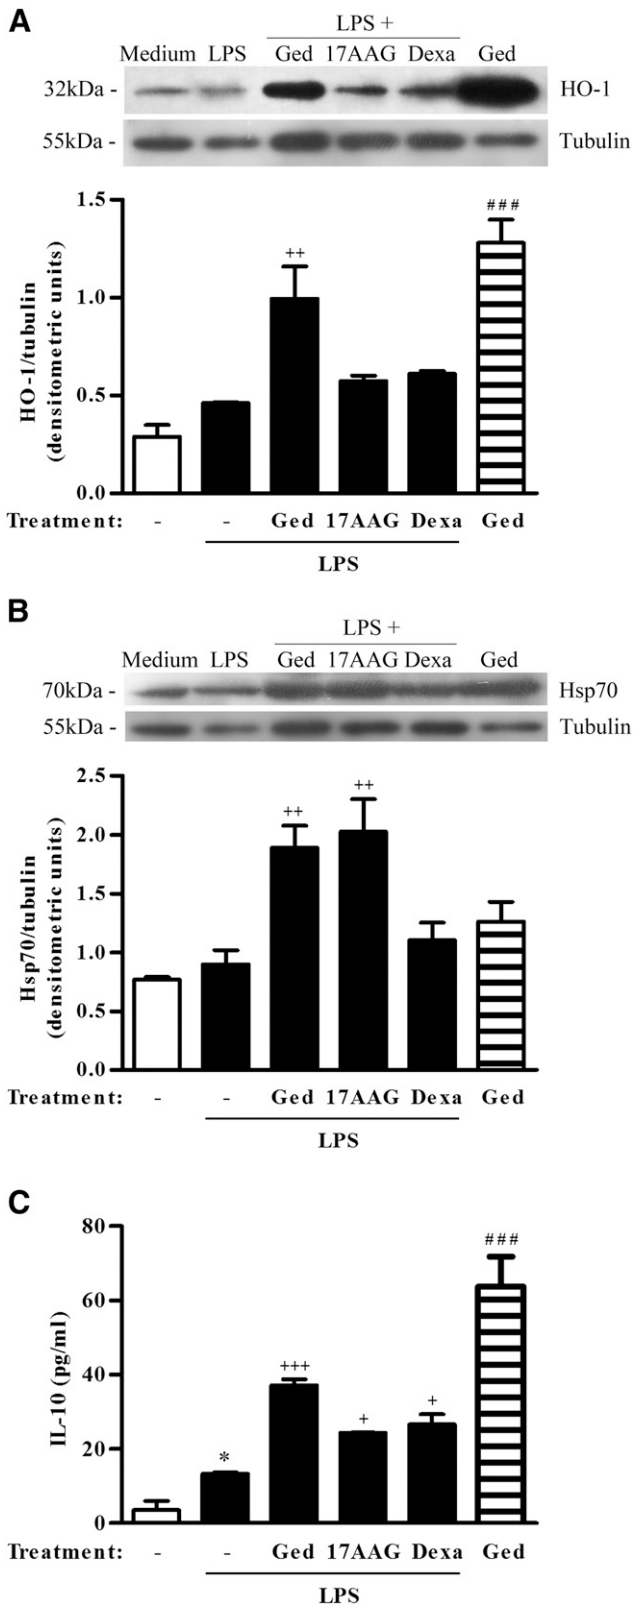 A
LPS +
Medium LPS Ged 17AAG Dexa Ged
32kDa - HO-1
55kDa - Tubulin
HO-1/tubulin
(densitometric units)
1.5
1.0
0.5
0.0
++
###
Treatment: - - Ged 17AAG Dexa Ged
LPS
B
LPS +
Medium LPS Ged 17AAG Dexa Ged
70kDa - Hsp70
55kDa - Tubulin
Hsp70/tubulin
(densitometric units)
2.5
2.0
1.5
1.0
0.5
0.0
++
++
Treatment: - - Ged 17AAG Dexa Ged
LPS
C
IL-10 (pg/ml)
80
60
40
20
0
*
+++
+
+
###
Treatment: - - Ged 17AAG Dexa Ged
LPS